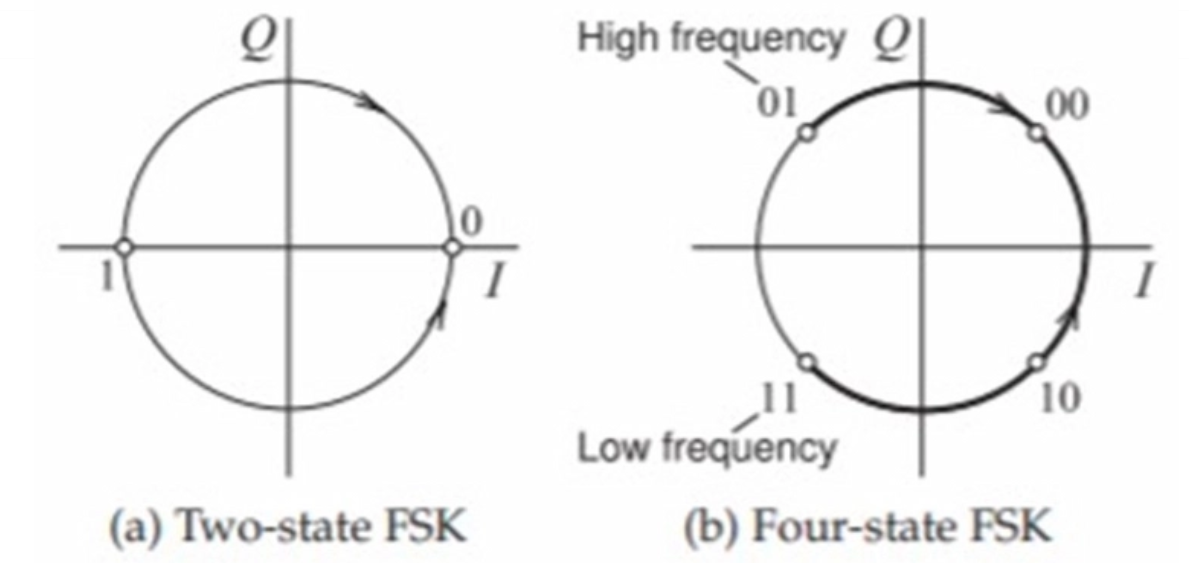 Q
0
1
I
(a) Two-state FSK
High frequency
Q
01
00
I
11
10
Low frequency
(b) Four-state FSK